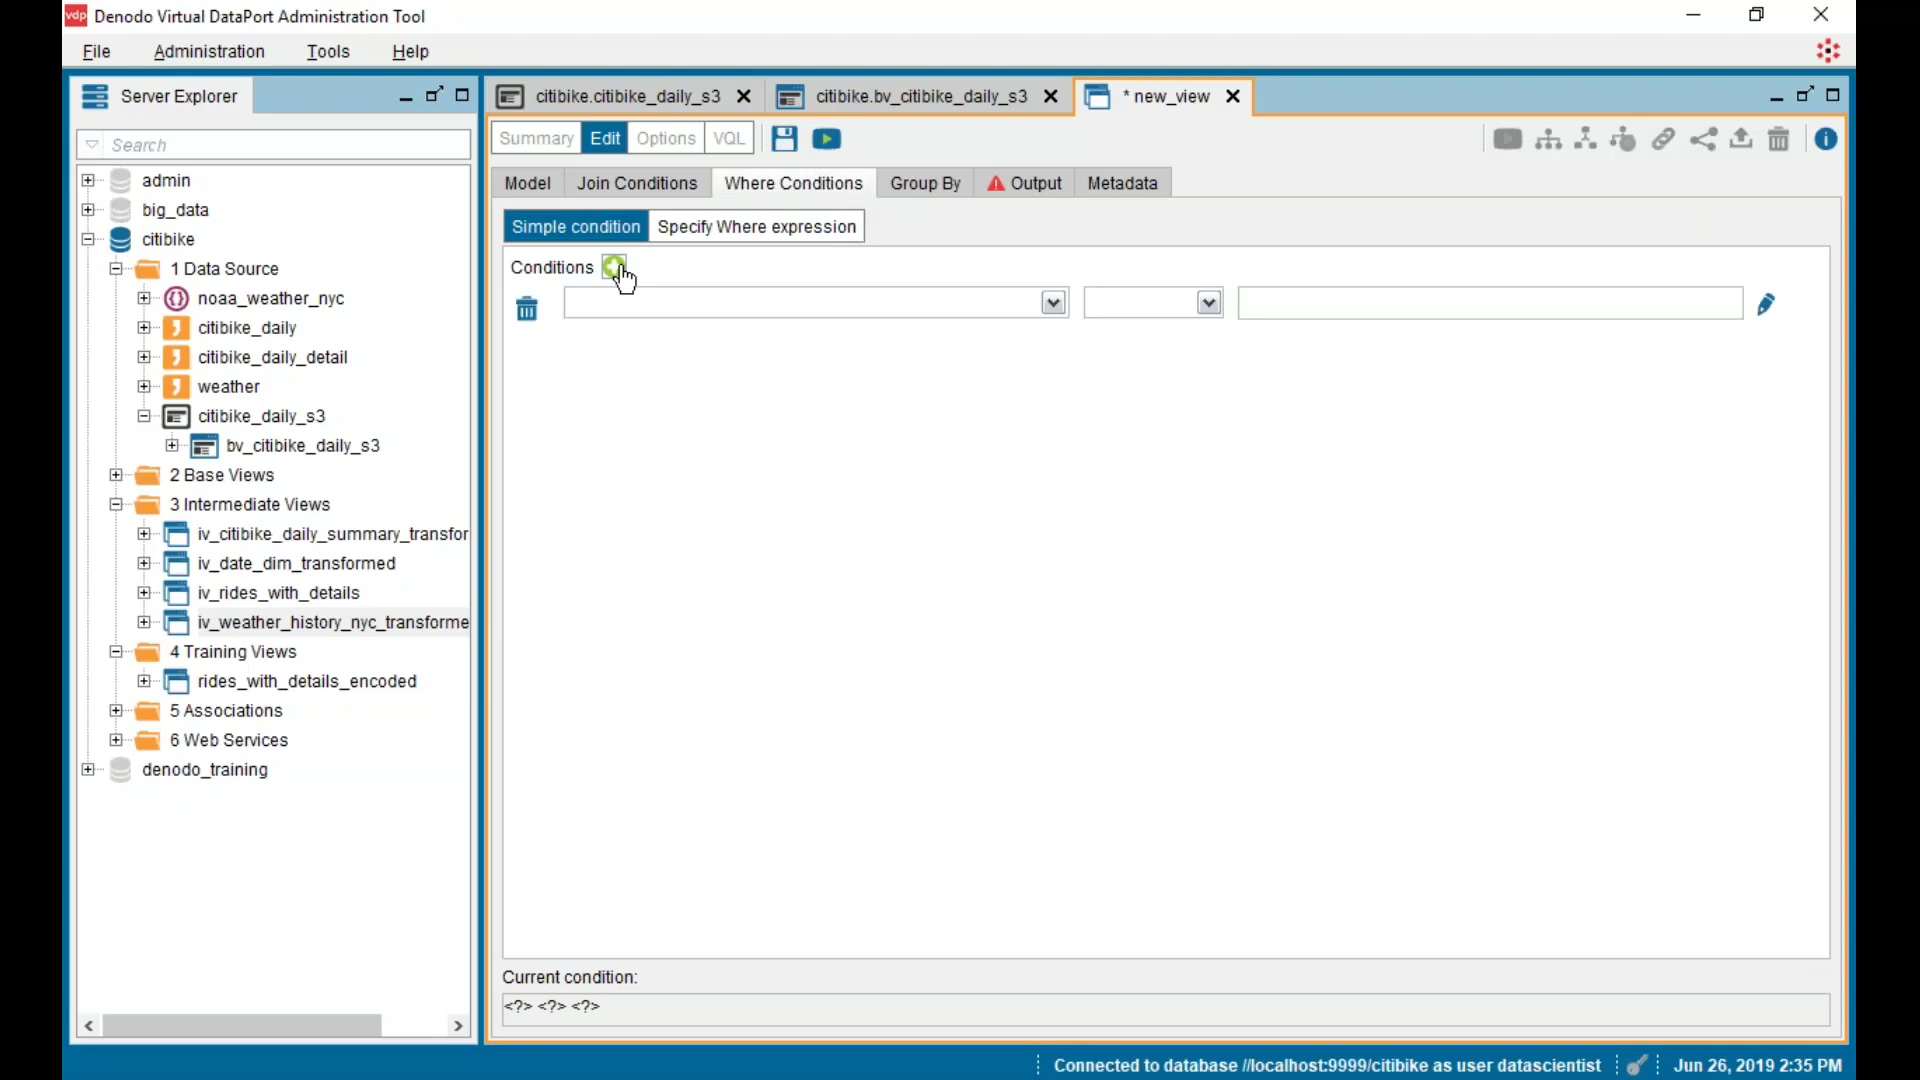 vdp Denodo Virtual DataPort Administration Tool
File Administration Tools Help
Server Explorer
citibike.citibike_daily_s3 citibike.bv_citibike_daily_s3 * new_view
Search
Summary Edit Options VQL
Model Join Conditions Where Conditions Group By Output Metadata
Simple condition Specify Where expression
Conditions
admin
big_data
citibike
1 Data Source
noaa_weather_nyc
citibike_daily
citibike_daily_detail
weather
citibike_daily_s3
bv_citibike_daily_s3
2 Base Views
3 Intermediate Views
iv_citibike_daily_summary_transfor
iv_date_dim_transformed
iv_rides_with_details
iv_weather_history_nyc_transforme
4 Training Views
rides_with_details_encoded
5 Associations
6 Web Services
denodo_training
Current condition:
<?> <?> <?>
Connected to database //localhost:9999/citibike as user datascientist Jun 26, 2019 2:35 PM